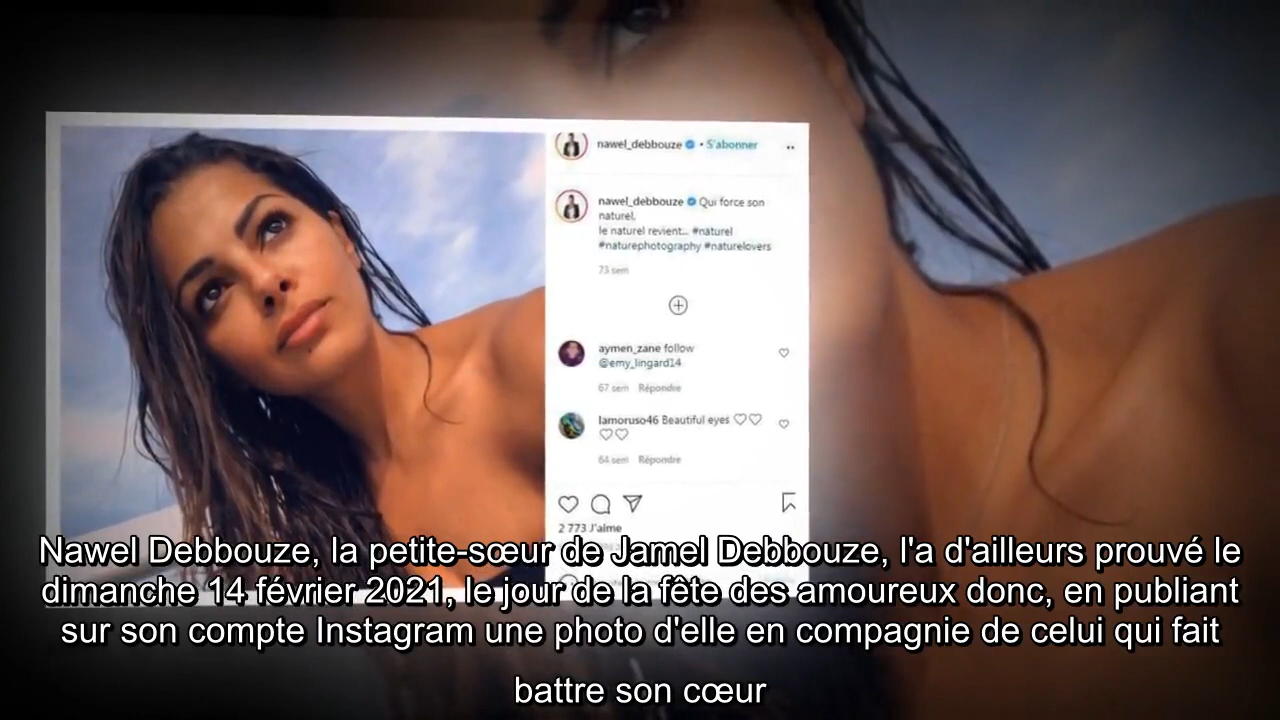 nawel_debbouze • S'abonner
nawel_debbouze Qui force son
naturel,
le naturel revient... #naturel
#naturephotography #naturelovers
73 sem
aymen_zane follow
@emy_lingard14
67 sem Répondre
lamoruso46 Beautiful eyes ♡♡
♡♡
64 sem Répondre
2 773 J'aime
Nawel Debbouze, la petite-sœur de Jamel Debbouze, l'a d'ailleurs prouvé le
dimanche 14 février 2021, le jour de la fête des amoureux donc, en publiant
sur son compte Instagram une photo d'elle en compagnie de celui qui fait
battre son cœur